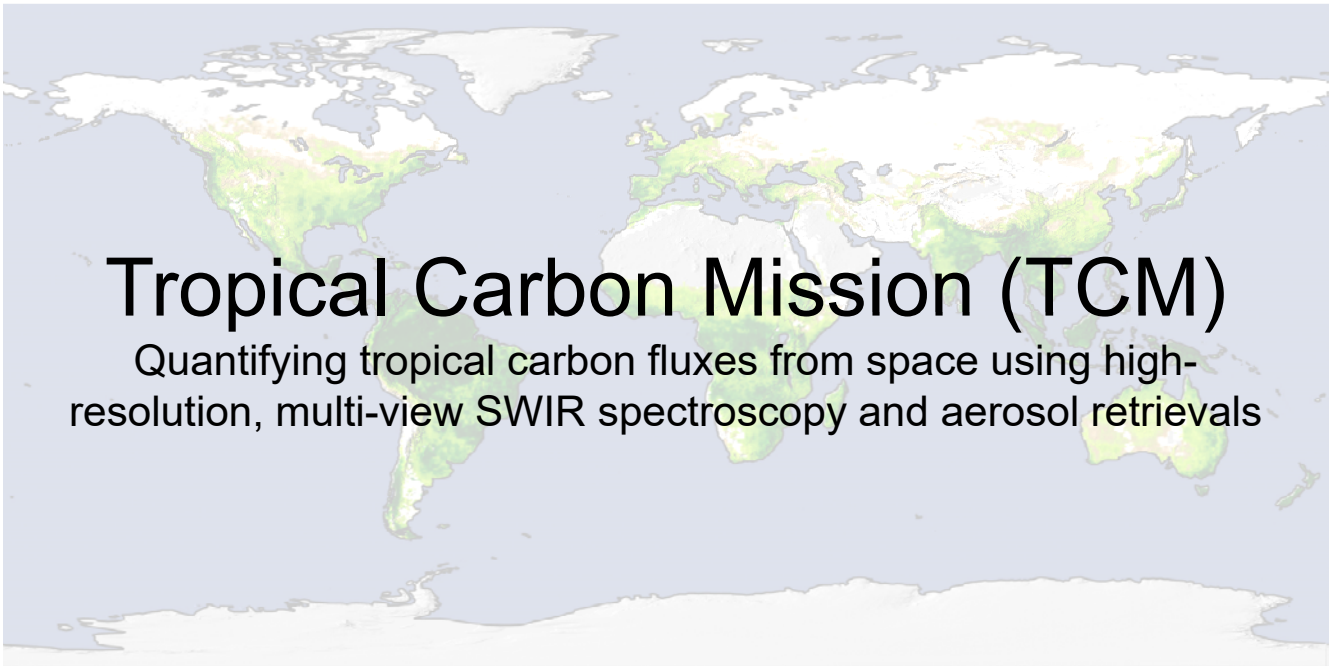 Tropical Carbon Mission (TCM)
Quantifying tropical carbon fluxes from space using high-
resolution, multi-view SWIR spectroscopy and aerosol retrievals